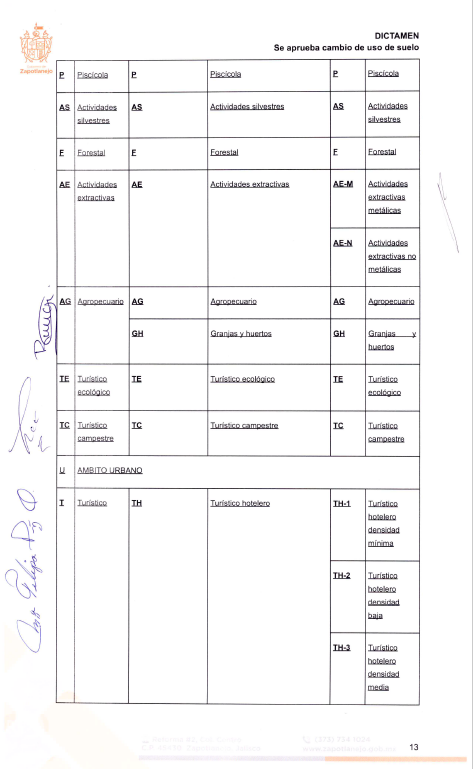 DICTAMEN
Se aprueba cambio de uso de suelo
Zapotlanejo
P Piscícola P Piscícola P Piscícola
AS Actividades AS Actividades silvestres AS Actividades
silvestres silvestres
F Forestal F Forestal F Forestal
AE Actividades AE Actividades extractivas AE-M Actividades
extractivas extractivas
metálicas
AE-N Actividades
extractivas no
metálicas
AG Agropecuario AG Agropecuario AG Agropecuario
GH Granjas y huertos GH Granjas y
huertos
TE Turístico TE Turístico ecológico TE Turístico
ecológico ecológico
TC Turístico TC Turístico campestre TC Turístico
campestre campestre
U AMBITO URBANO
T Turístico TH Turístico hotelero TH-1 Turístico
hotelero
densidad
mínima
TH-2 Turístico
hotelero
densidad
baja
TH-3 Turístico
hotelero
densidad
media
13